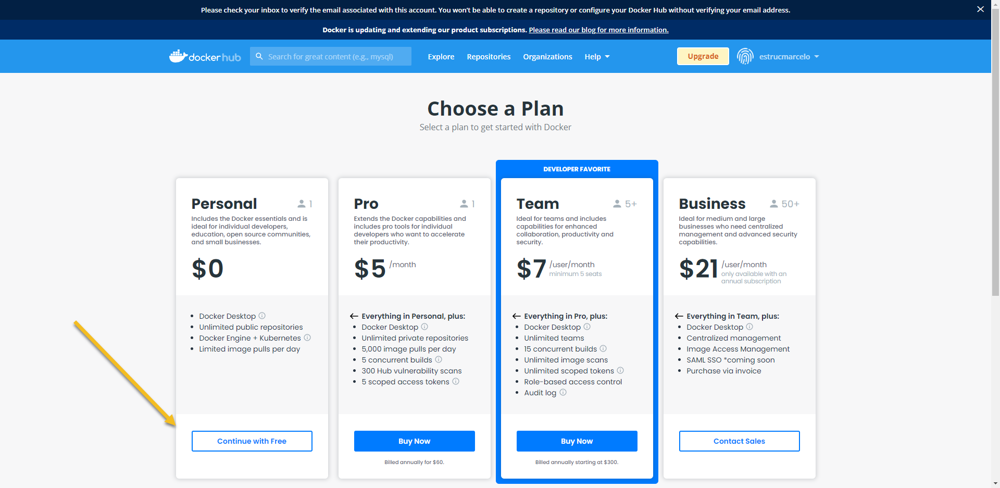 Please check your inbox to verify the email associated with this account. You won't be able to create a repository or configure your Docker Hub without verifying your email address.
Docker is updating and extending our product subscriptions. Please read our blog for more information.
docker hub
Search for great content (e.g., mysql)
Explore
Repositories
Organizations
Help
Upgrade
estrucmarcelo
Choose a Plan
Select a plan to get started with Docker
Personal
1
Includes the Docker essentials and is
ideal for individual developers,
education, open source communities,
and small businesses.
$0
Docker Desktop
Unlimited public repositories
Docker Engine + Kubernetes
Limited image pulls per day
Continue with Free
Pro
1
Extends the Docker capabilities and
includes pro tools for individual
developers who want to accelerate
their productivity.
$5 /month
Everything in Personal, plus:
Docker Desktop
Unlimited private repositories
5,000 image pulls per day
5 concurrent builds
300 Hub vulnerability scans
5 scoped access tokens
Buy Now
Billed annually for $60.
DEVELOPER FAVORITE
Team
5+
Ideal for teams and includes
capabilities for enhanced
collaboration, productivity and
security.
$7 /user/month
minimum 5 seats
Everything in Pro, plus:
Docker Desktop
Unlimited teams
15 concurrent builds
Unlimited image scans
Unlimited scoped tokens
Role-based access control
Audit log
Buy Now
Billed annually starting at $300.
Business
50+
Ideal for medium and large
businesses who need centralized
management and advanced security
capabilities.
$21 /user/month
only available with an
annual subscription
Everything in Team, plus:
Docker Desktop
Centralized management
Image Access Management
SAML SSO *coming soon
Purchase via invoice
Contact Sales